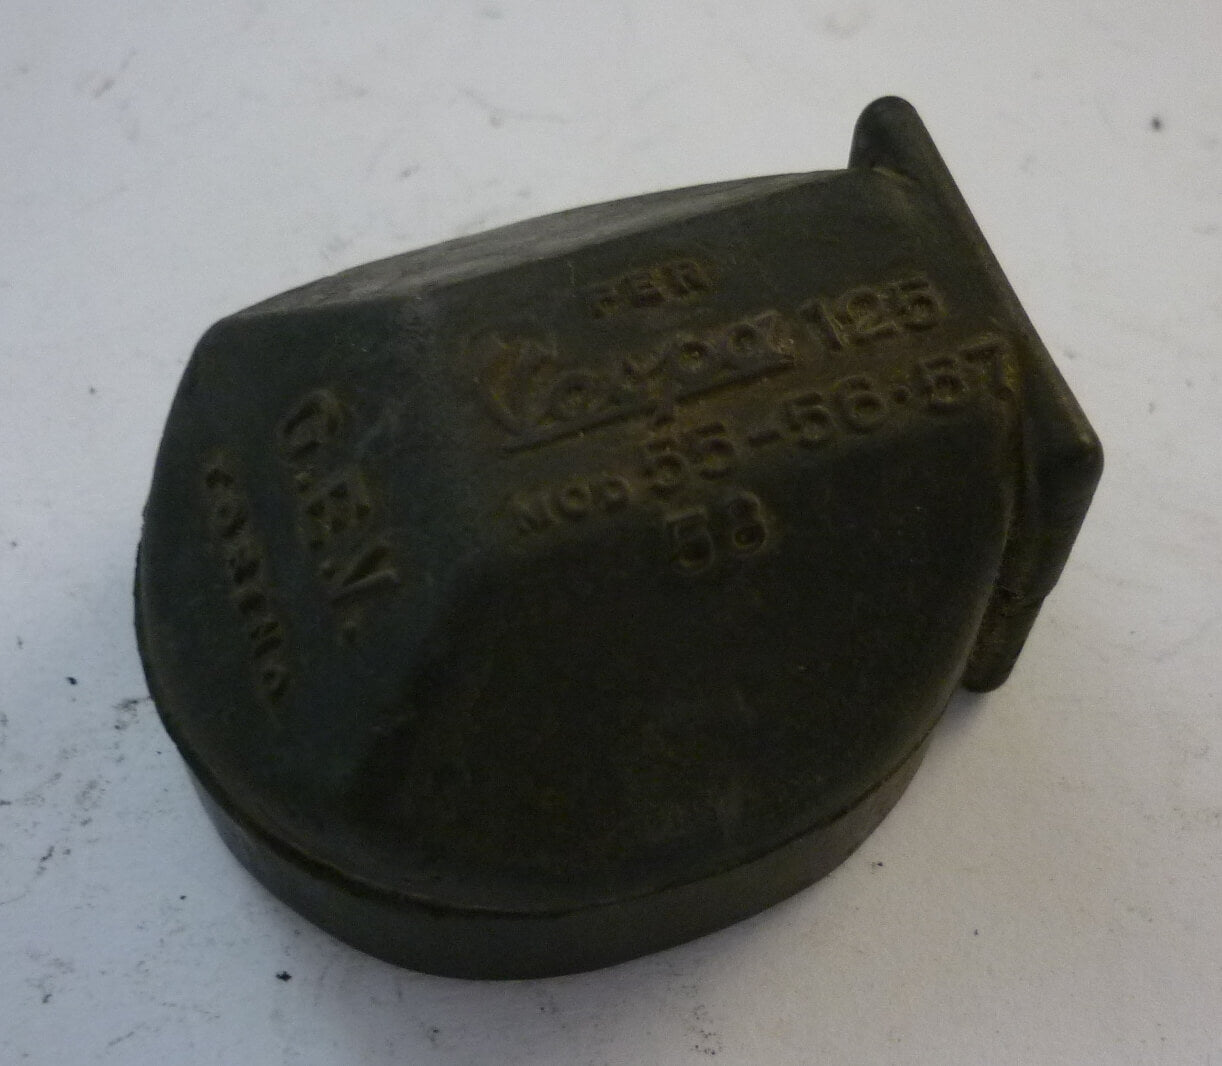 PER
Vespa 125
MOD 55-56-57
58
G.E.V.
TORINO